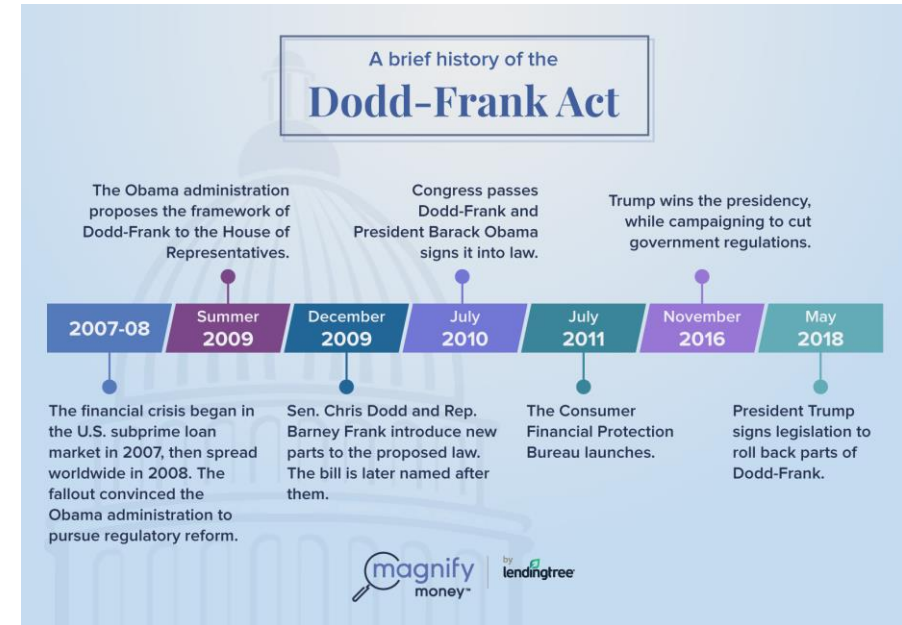 A brief history of the
Dodd-Frank Act
The Obama administration
proposes the framework of
Dodd-Frank to the House of
Representatives.
Congress passes
Dodd-Frank and
President Barack Obama
signs it into law.
Trump wins the presidency,
while campaigning to cut
government regulations.
2007-08
Summer
2009
December
2009
July
2010
July
2011
November
2016
May
2018
The financial crisis began in
the U.S. subprime loan
market in 2007, then spread
worldwide in 2008. The
fallout convinced the
Obama administration to
pursue regulatory reform.
Sen. Chris Dodd and Rep.
Barney Frank introduce new
parts to the proposed law.
The bill is later named after
them.
The Consumer
Financial Protection
Bureau launches.
President Trump
signs legislation to
roll back parts of
Dodd-Frank.
magnify
money™
by
lendingtree